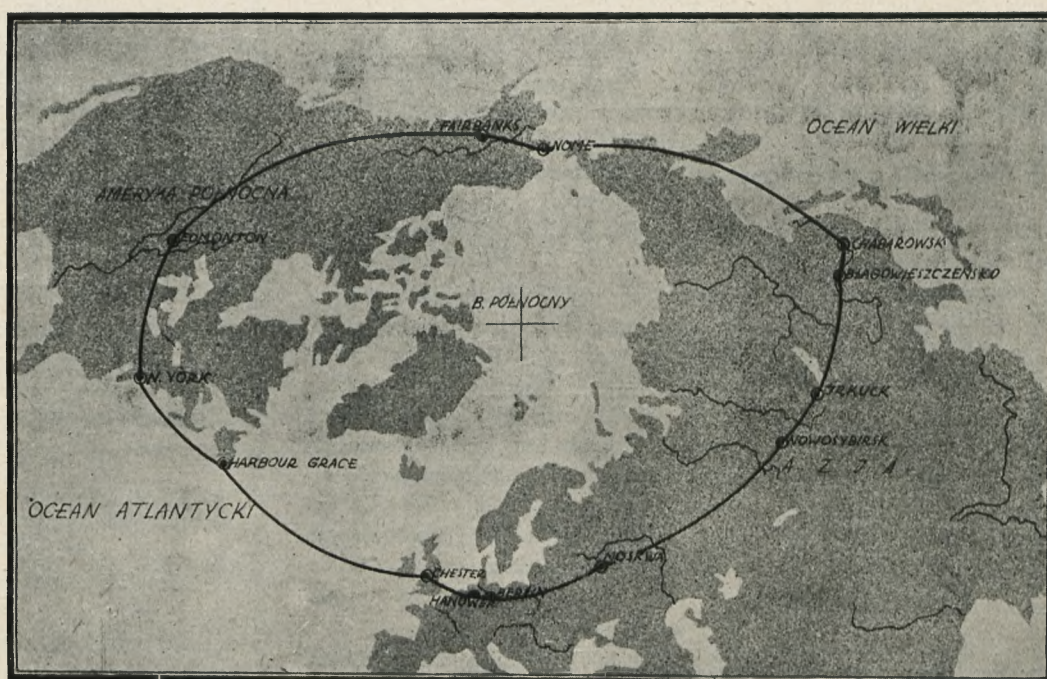 FAIRBANKS
NOME
OCEAN WIELKI
AMERYKA PÓŁNOCNA
EDMONTON
CHABAROWSK
BŁAGOWIESZCZEŃSKO
B. PÓŁNOCNY
N. YORK
IRKUCK
NOWOSYBIRSK
AZJA
HARBOUR GRACE
OCEAN ATLANTYCKI
MOSKWA
CHESTER
BERLIN
HANOWER